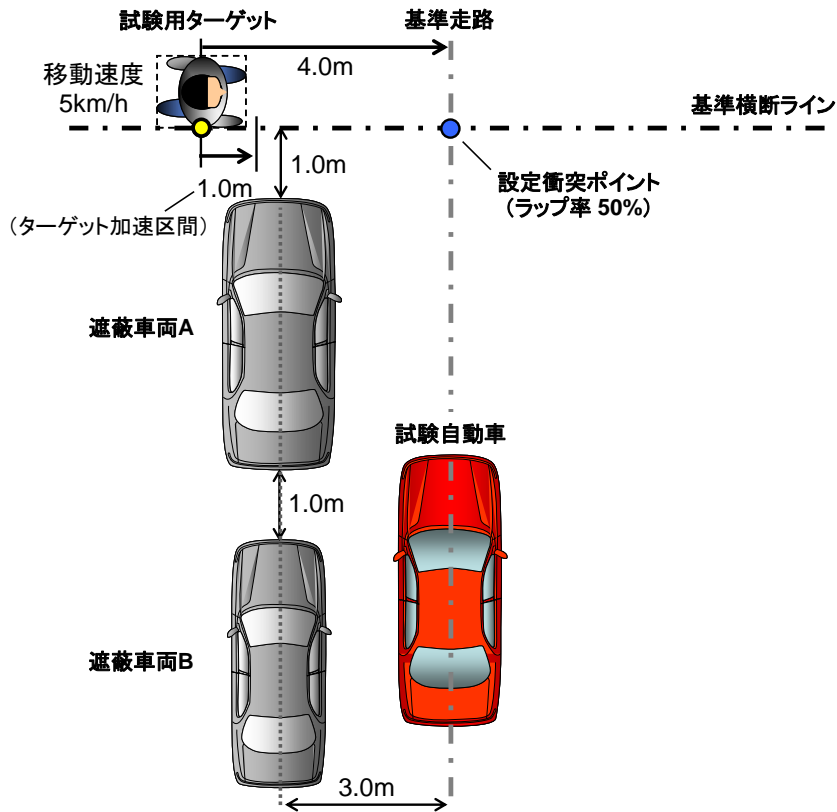 試験用ターゲット
基準走路
4.0m
移動速度
5km/h
基準横断ライン
1.0m
1.0m
(ターゲット加速区間)
設定衝突ポイント
(ラップ率 50%)
遮蔽車両A
試験自動車
1.0m
遮蔽車両B
3.0m